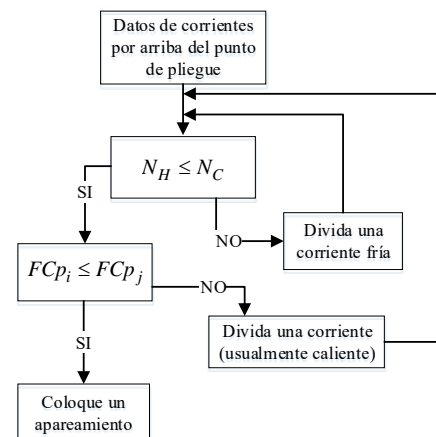 Datos de corrientes
por arriba del punto
de pliegue
N_H ≤ N_C
SI
NO
Divida una
corriente fría
FCp_i ≤ FCp_j
NO
Divida una corriente
(usualmente caliente)
SI
Coloque un
apareamiento